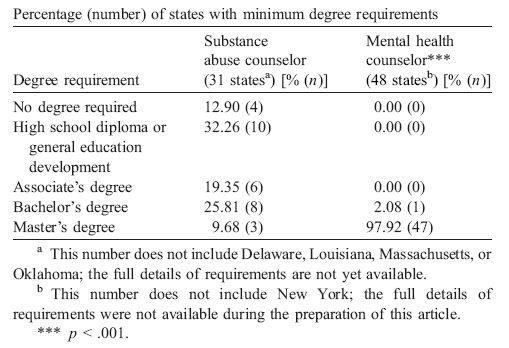 Percentage (number) of states with minimum degree requirements
Substance Mental health
abuse counselor counselor***
Degree requirement (31 statesᵃ) [% (n)] (48 statesᵇ) [% (n)]
No degree required 12.90 (4) 0.00 (0)
High school diploma or 32.26 (10) 0.00 (0)
general education
development
Associate's degree 19.35 (6) 0.00 (0)
Bachelor's degree 25.81 (8) 2.08 (1)
Master's degree 9.68 (3) 97.92 (47)
ᵃ This number does not include Delaware, Louisiana, Massachusetts, or
Oklahoma; the full details of requirements are not yet available.
ᵇ This number does not include New York; the full details of
requirements were not available during the preparation of this article.
*** p < .001.